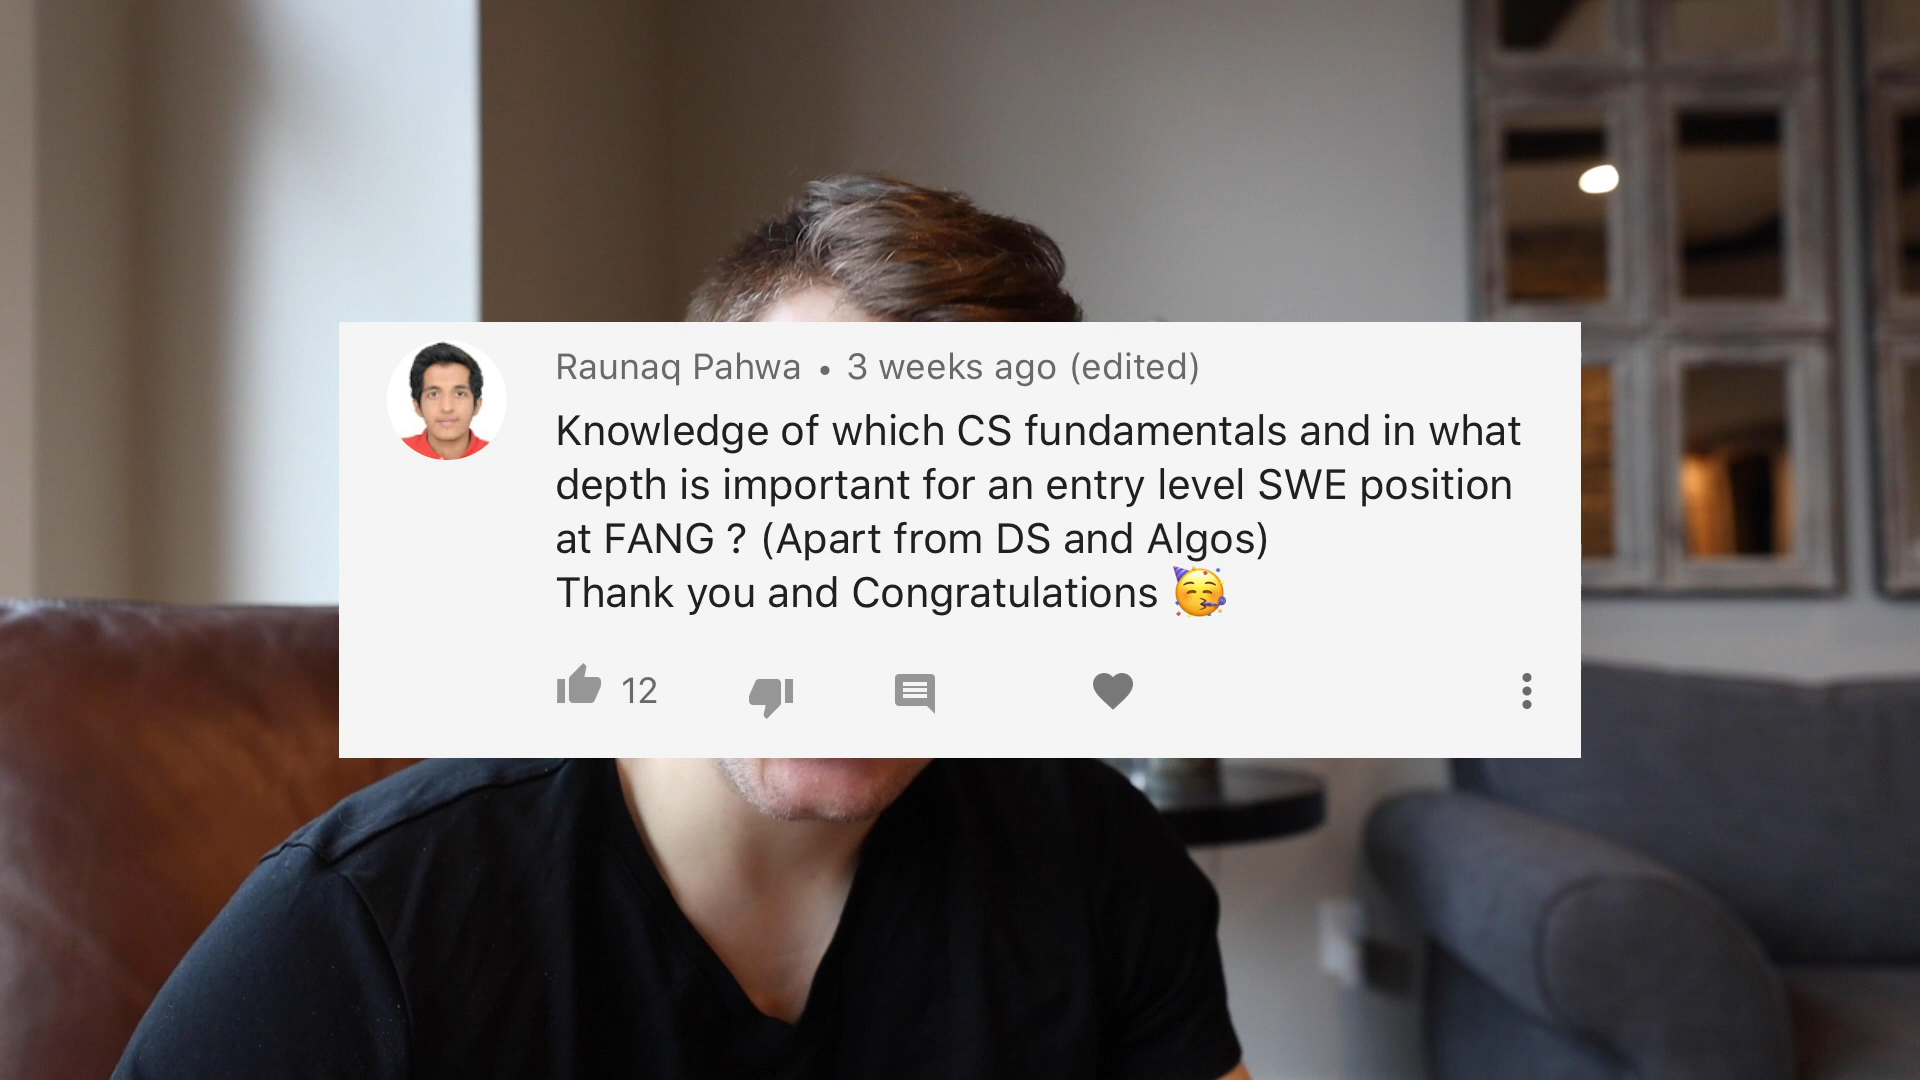 Raunaq Pahwa • 3 weeks ago (edited)
Knowledge of which CS fundamentals and in what
depth is important for an entry level SWE position
at FANG ? (Apart from DS and Algos)
Thank you and Congratulations 🥳
12